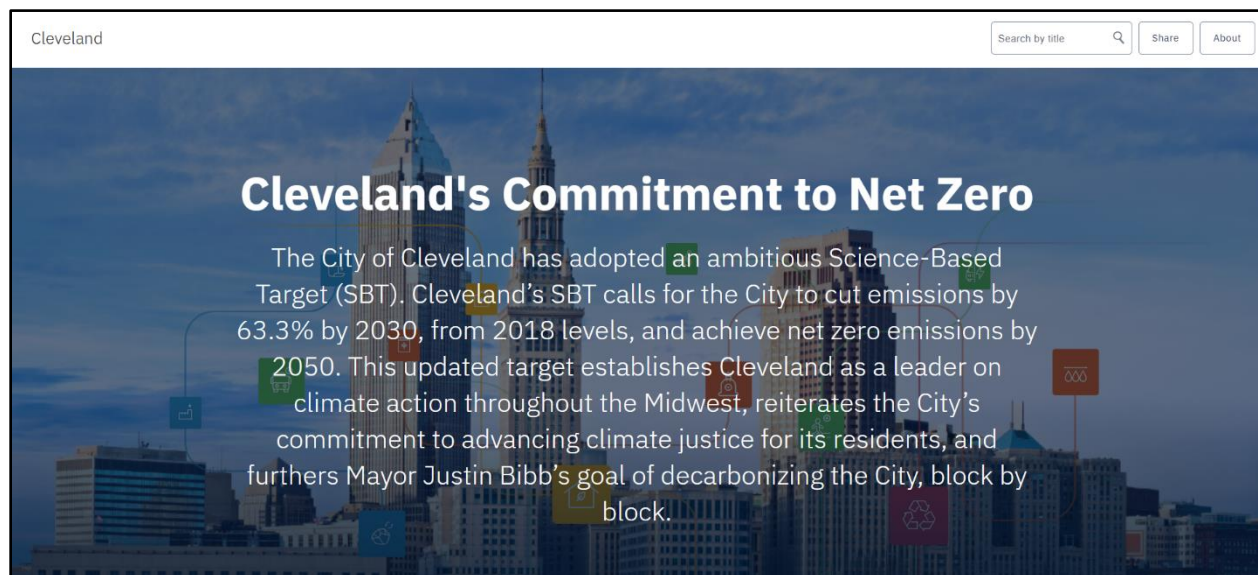 Cleveland
Search by title
Share
About
Cleveland's Commitment to Net Zero
The City of Cleveland has adopted an ambitious Science-Based
Target (SBT). Cleveland’s SBT calls for the City to cut emissions by
63.3% by 2030, from 2018 levels, and achieve net zero emissions by
2050. This updated target establishes Cleveland as a leader on
climate action throughout the Midwest, reiterates the City’s
commitment to advancing climate justice for its residents, and
furthers Mayor Justin Bibb’s goal of decarbonizing the City, block by
block.